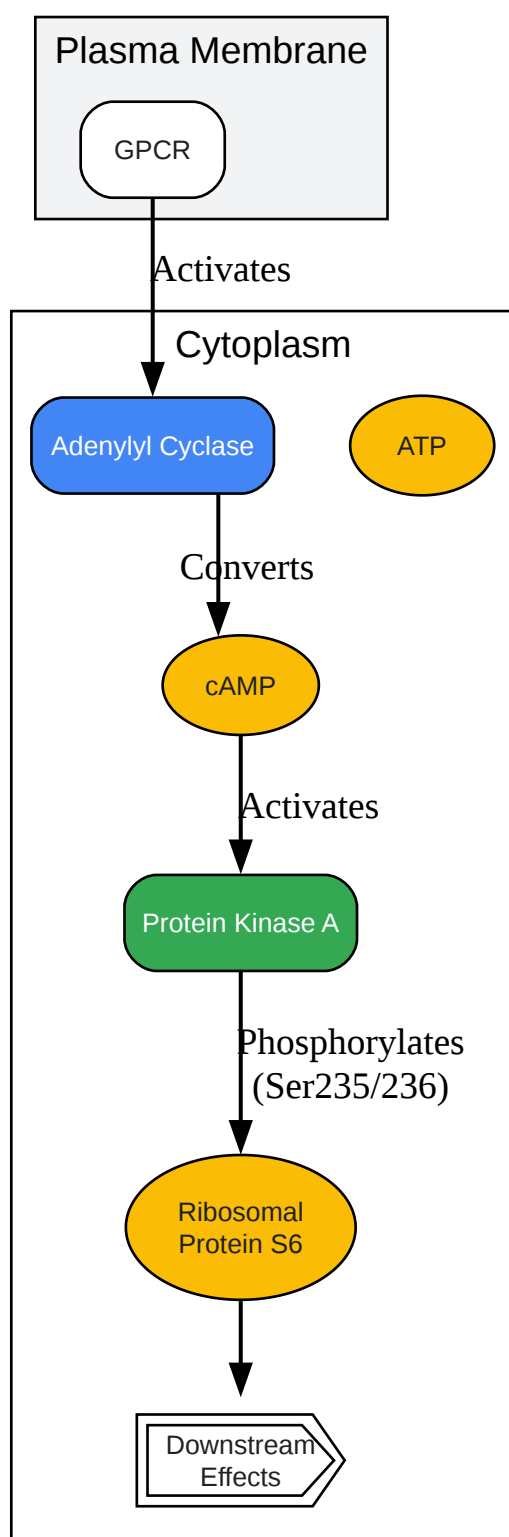 Plasma Membrane
GPCR
Activates
Cytoplasm
Adenylyl Cyclase
ATP
Converts
cAMP
Activates
Protein Kinase A
Phosphorylates
(Ser235/236)
Ribosomal
Protein S6
Downstream
Effects